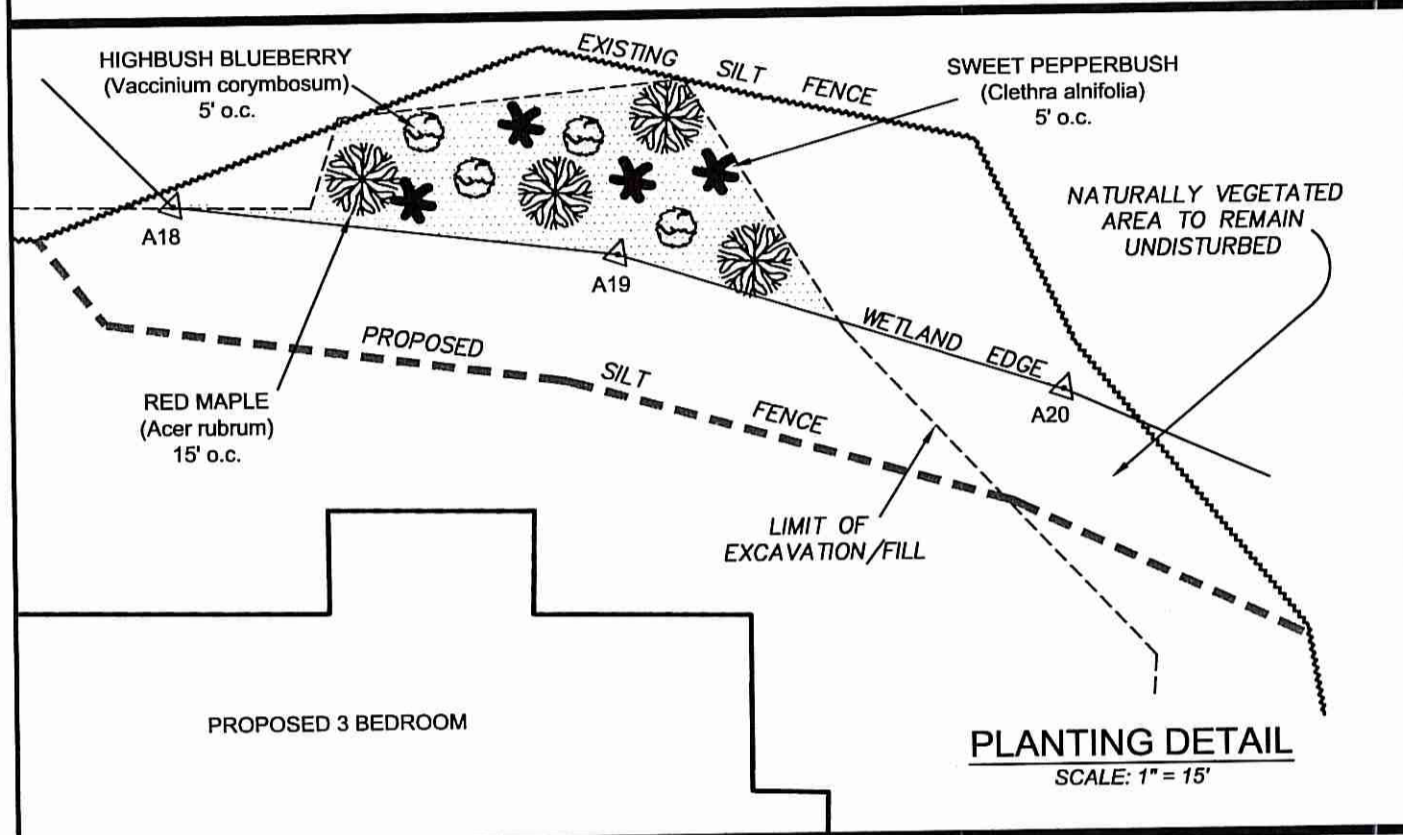 HIGHBUSH BLUEBERRY
(Vaccinium corymbosum)
5' o.c.
EXISTING SILT FENCE
SWEET PEPPERBUSH
(Clethra alnifolia)
5' o.c.
NATURALLY VEGETATED
AREA TO REMAIN
UNDISTURBED
A18
A19
WETLAND EDGE
A20
PROPOSED SILT FENCE
RED MAPLE
(Acer rubrum)
15' o.c.
LIMIT OF
EXCAVATION/FILL
PROPOSED 3 BEDROOM
PLANTING DETAIL
SCALE: 1" = 15'